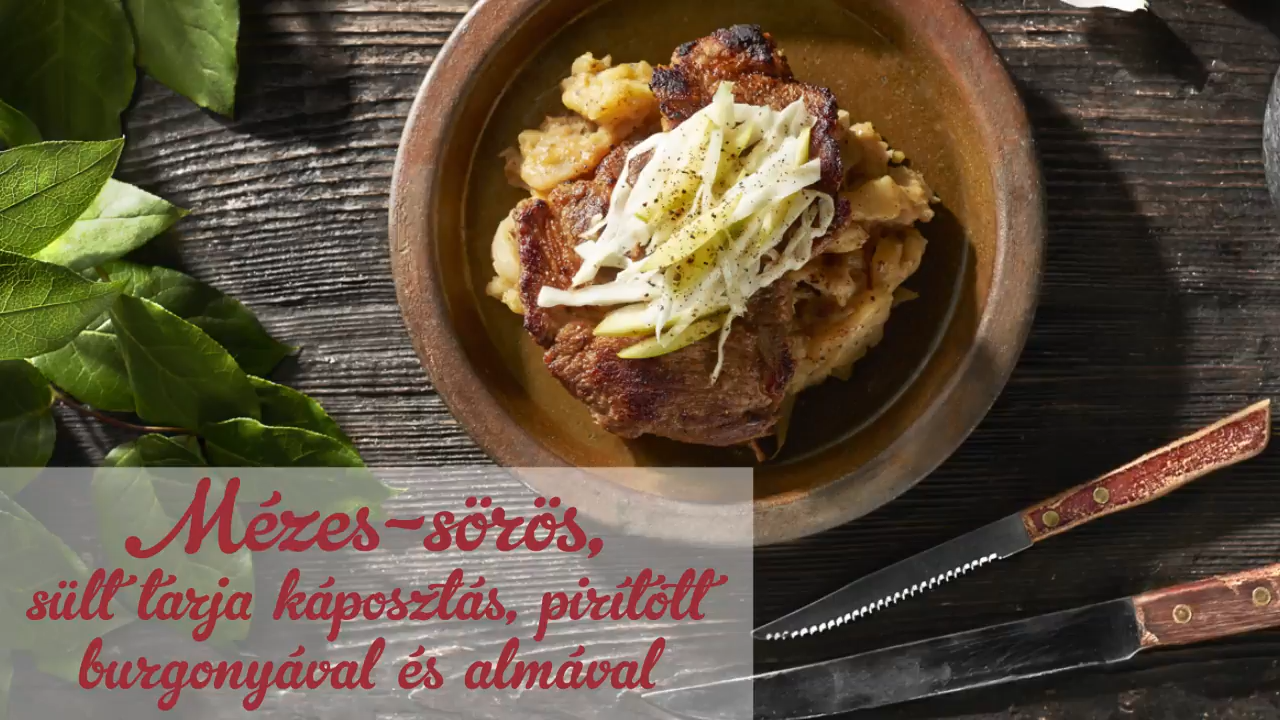 Mézes-sörös,
sült tarja káposztás, pirított
burgonyával és almával